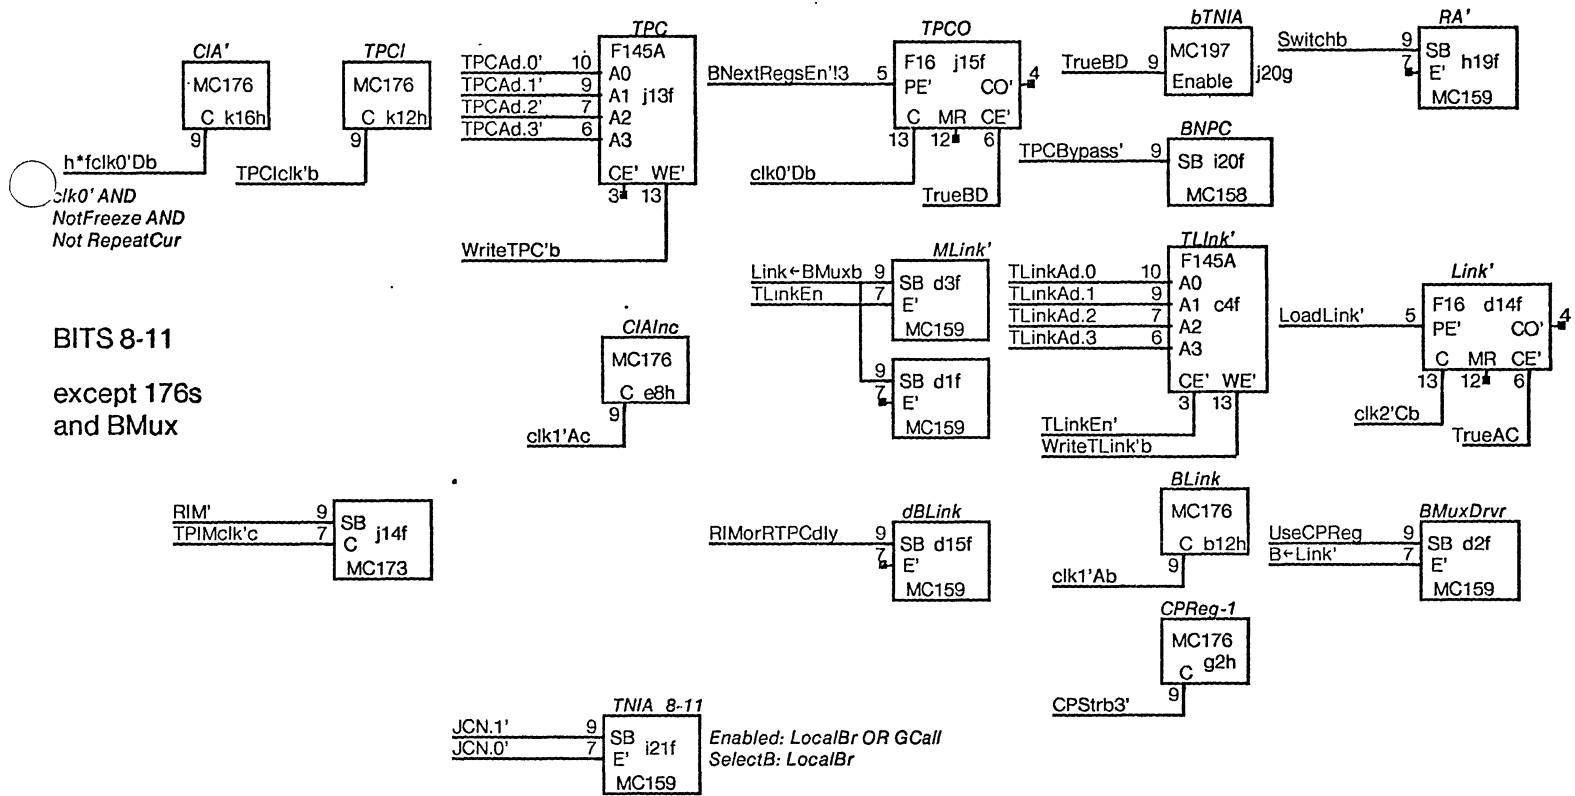 CIA'
MC176
C k16h
9
h*fclk0'Db
clk0' AND
NotFreeze AND
Not RepeatCur
TPCI
MC176
C k12h
9
TPCIclk'b
TPC
F145A
TPCAd.0' 10 A0
TPCAd.1' 9 A1 j13f
TPCAd.2' 7 A2
TPCAd.3' 6 A3
CE' WE'
3 13
WriteTPC'b
TPCO
F16 j15f
BNextRegsEn'!3 5 PE' CO' 4
C MR CE'
13 12 6
clk0'Db
TrueBD
bTNIA
MC197
TrueBD 9 Enable j20g
RA'
Switchb 9 SB
7 E' h19f
MC159
BNPC
TPCBypass' 9 SB i20f
MC158
BITS 8-11
except 176s
and BMux
CIAInc
MC176
C e8h
9
clk1'Ac
MLink'
Link←BMuxb 9 SB d3f
TLinkEn 7 E'
MC159
9 SB d1f
7 E'
MC159
TLInk'
F145A
TLinkAd.0 10 A0
TLinkAd.1 9 A1 c4f
TLinkAd.2 7 A2
TLinkAd.3 6 A3
CE' WE'
3 13
TLinkEn'
WriteTLink'b
Link'
F16 d14f
LoadLink' 5 PE' CO' 4
C MR CE'
13 12 6
clk2'Cb
TrueAC
RIM' 9 SB
TPIMclk'c 7 C j14f
MC173
dBLink
RIMorRTPCdly 9 SB d15f
7 E'
MC159
BLink
MC176
C b12h
9
clk1'Ab
BMuxDrvr
UseCPReg 9 SB d2f
B←Link' 7 E'
MC159
CPReg-1
MC176
C g2h
9
CPStrb3'
TNIA 8-11
JCN.1' 9 SB
JCN.0' 7 E' i21f
MC159
Enabled: LocalBr OR GCall
SelectB: LocalBr